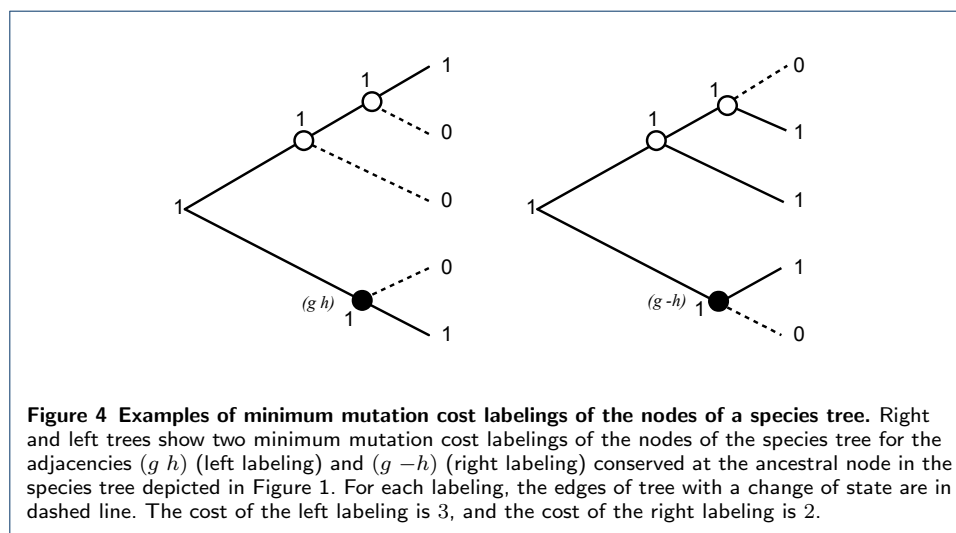 1
1
1
0
0
1
0
(g h)
1
1
0
1
1
1
1
1
1
(g -h)
1
0
Figure 4 Examples of minimum mutation cost labelings of the nodes of a species tree. Right
and left trees show two minimum mutation cost labelings of the nodes of the species tree for the
adjacencies (g h) (left labeling) and (g −h) (right labeling) conserved at the ancestral node in the
species tree depicted in Figure 1. For each labeling, the edges of tree with a change of state are in
dashed line. The cost of the left labeling is 3, and the cost of the right labeling is 2.